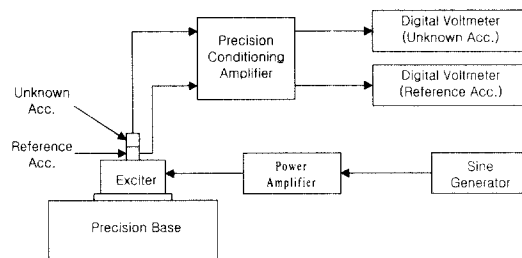 Digital Voltmeter
(Unknown Acc.)
Precision
Conditioning
Amplifier
Digital Voltmeter
(Reference Acc.)
Unknown
Acc.
Reference
Acc.
Exciter
Power
Amplifier
Sine
Generator
Precision Base